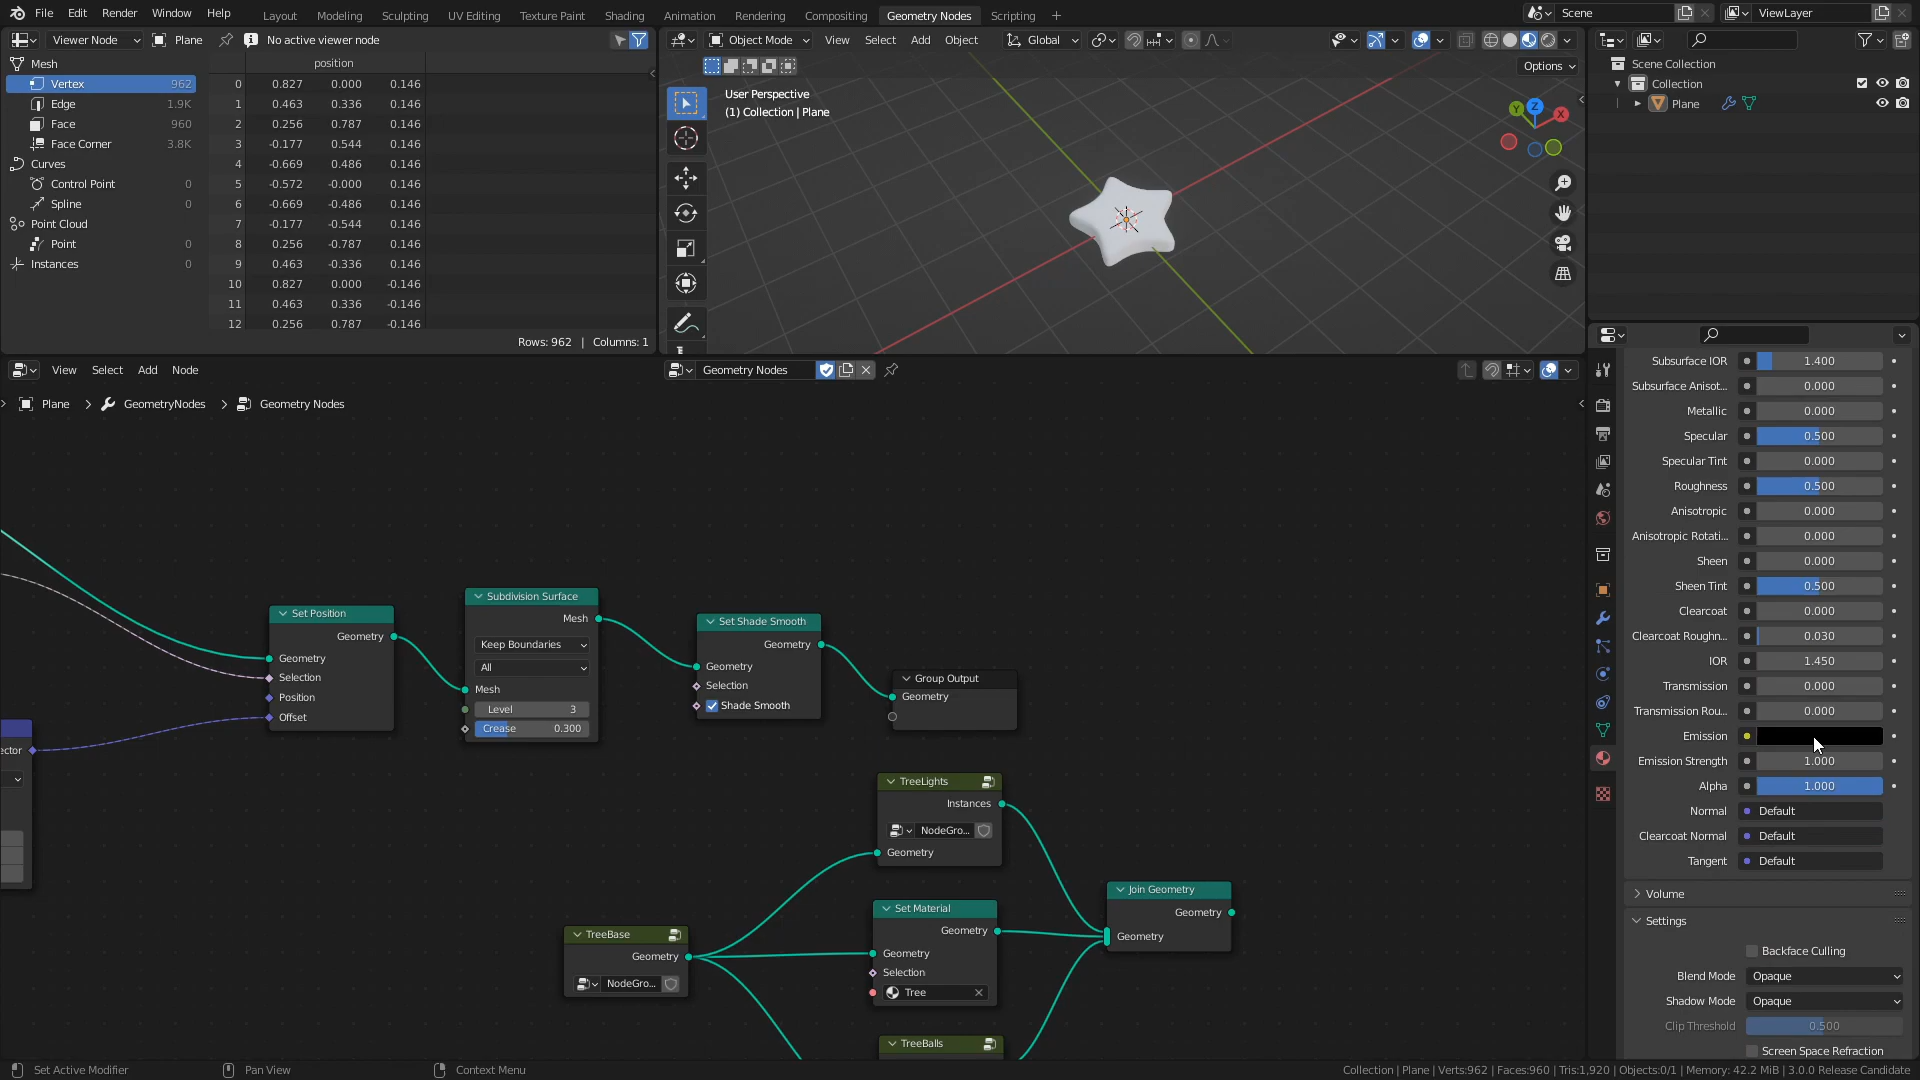 File Edit Render Window Help Layout Modeling Sculpting UV Editing Texture Paint Shading Animation Rendering Compositing Geometry Nodes Scripting + Scene ViewLayer
Viewer Node Plane No active viewer node
Object Mode View Select Add Object Global
Options
Mesh
Vertex 962
Edge 1.9K
Face 960
Face Corner 3.8K
Curves
Control Point 0
Spline 0
Point Cloud
Point 0
Instances 0
position
0 0.827 0.000 0.146
1 0.463 0.336 0.146
2 0.256 0.787 0.146
3 -0.177 0.544 0.146
4 -0.669 0.486 0.146
5 -0.572 -0.000 0.146
6 -0.669 -0.486 0.146
7 -0.177 -0.544 0.146
8 0.256 -0.787 0.146
9 0.463 -0.336 0.146
10 0.827 0.000 -0.146
11 0.463 0.336 -0.146
12 0.256 0.787 -0.146
Rows: 962 | Columns: 1
User Perspective
(1) Collection | Plane
Z
Y
X
Scene Collection
Collection
Plane
View Select Add Node Geometry Nodes
Plane > GeometryNodes > Geometry Nodes
Set Position
Geometry
Geometry
Selection
Position
Offset
ector
Subdivision Surface
Mesh
Keep Boundaries
All
Mesh
Level 3
Crease 0.300
Set Shade Smooth
Geometry
Geometry
Selection
Shade Smooth
Group Output
Geometry
TreeLights
Instances
NodeGro...
Geometry
Set Material
Geometry
Geometry
Selection
Tree
Join Geometry
Geometry
Geometry
TreeBase
Geometry
NodeGro...
TreeBalls
Subsurface IOR 1.400
Subsurface Anisot... 0.000
Metallic 0.000
Specular 0.500
Specular Tint 0.000
Roughness 0.500
Anisotropic 0.000
Anisotropic Rotati... 0.000
Sheen 0.000
Sheen Tint 0.500
Clearcoat 0.000
Clearcoat Roughn... 0.030
IOR 1.450
Transmission 0.000
Transmission Rou... 0.000
Emission
Emission Strength 1.000
Alpha 1.000
Normal Default
Clearcoat Normal Default
Tangent Default
Volume
Settings
Backface Culling
Blend Mode Opaque
Shadow Mode Opaque
Clip Threshold 0.500
Screen Space Refraction
Set Active Modifier Pan View Context Menu Collection | Plane | Verts:962 | Faces:960 | Tris:1,920 | Objects:0/1 | Memory: 42.2 MiB | 3.0.0 Release Candidate